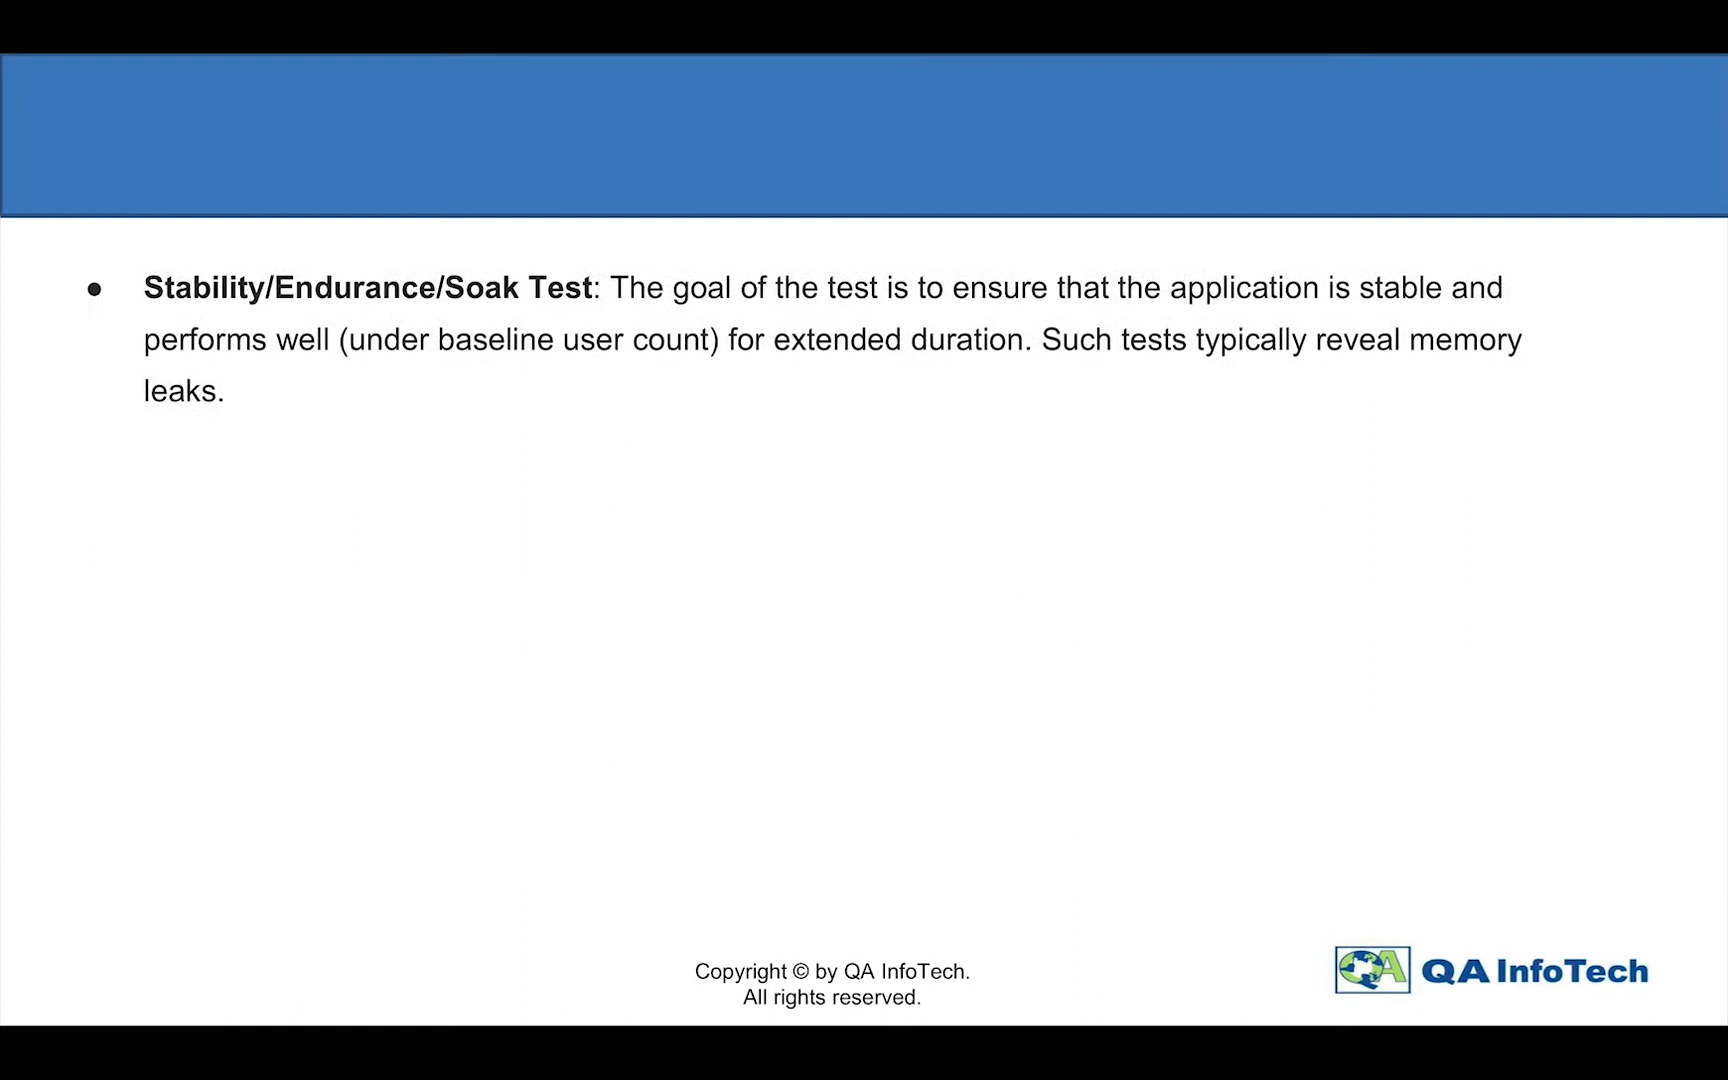 ● Stability/Endurance/Soak Test: The goal of the test is to ensure that the application is stable and
performs well (under baseline user count) for extended duration. Such tests typically reveal memory
leaks.
Copyright © by QA InfoTech.
All rights reserved.
QA QA InfoTech